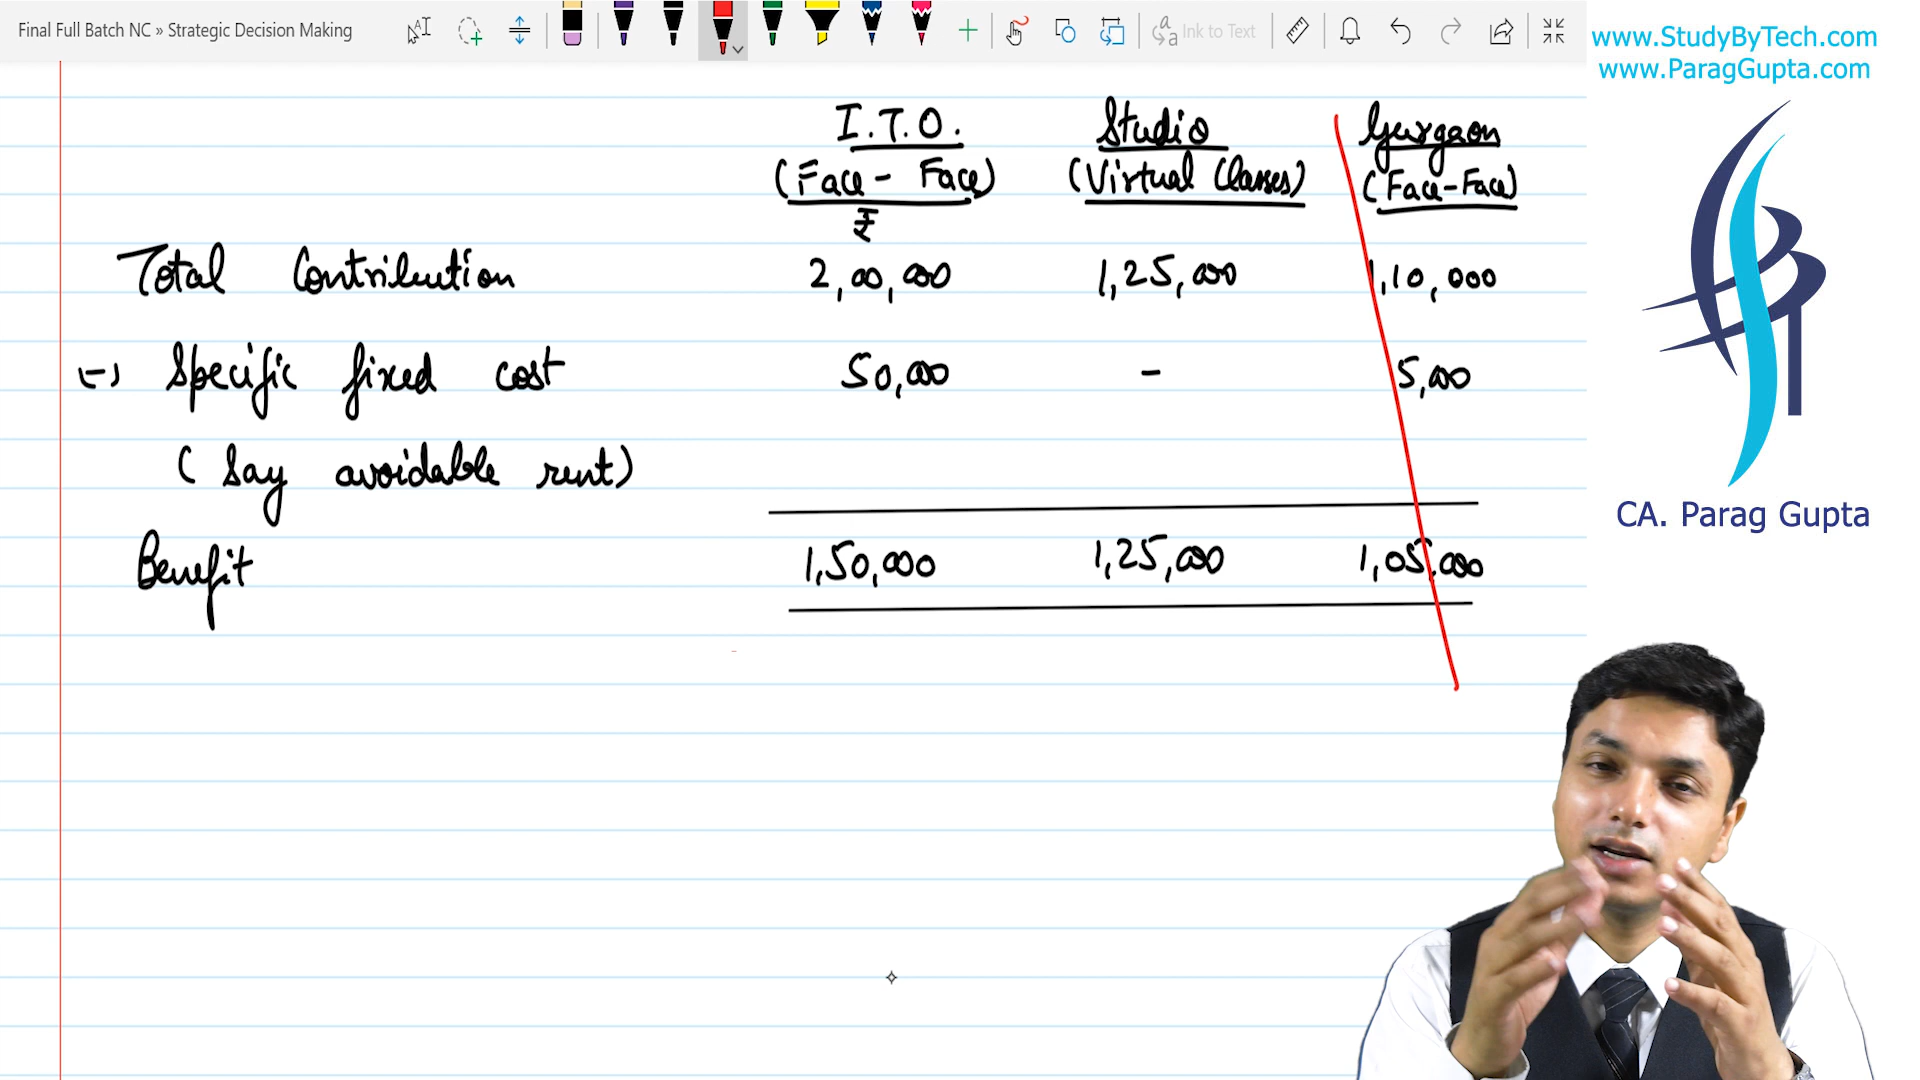 Final Full Batch NC » Strategic Decision Making
Ink to Text
www.StudyByTech.com
www.ParagGupta.com
I.T.O. Studio Gurgaon
(Face - Face) (Virtual Classes) (Face-Face)
₹
Total Contribution 2,00,000 1,25,000 1,10,000
(-) Specific fixed cost 50,000 - 5,000
(Say avoidable rent)
Benefit 1,50,000 1,25,000 1,05,000
CA. Parag Gupta